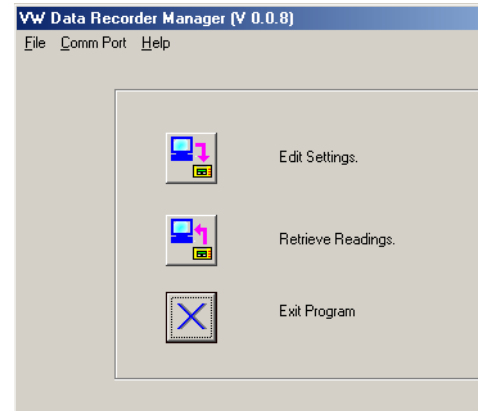 VW Data Recorder Manager (V 0.0.8)
File Comm Port Help
Edit Settings.
Retrieve Readings.
Exit Program